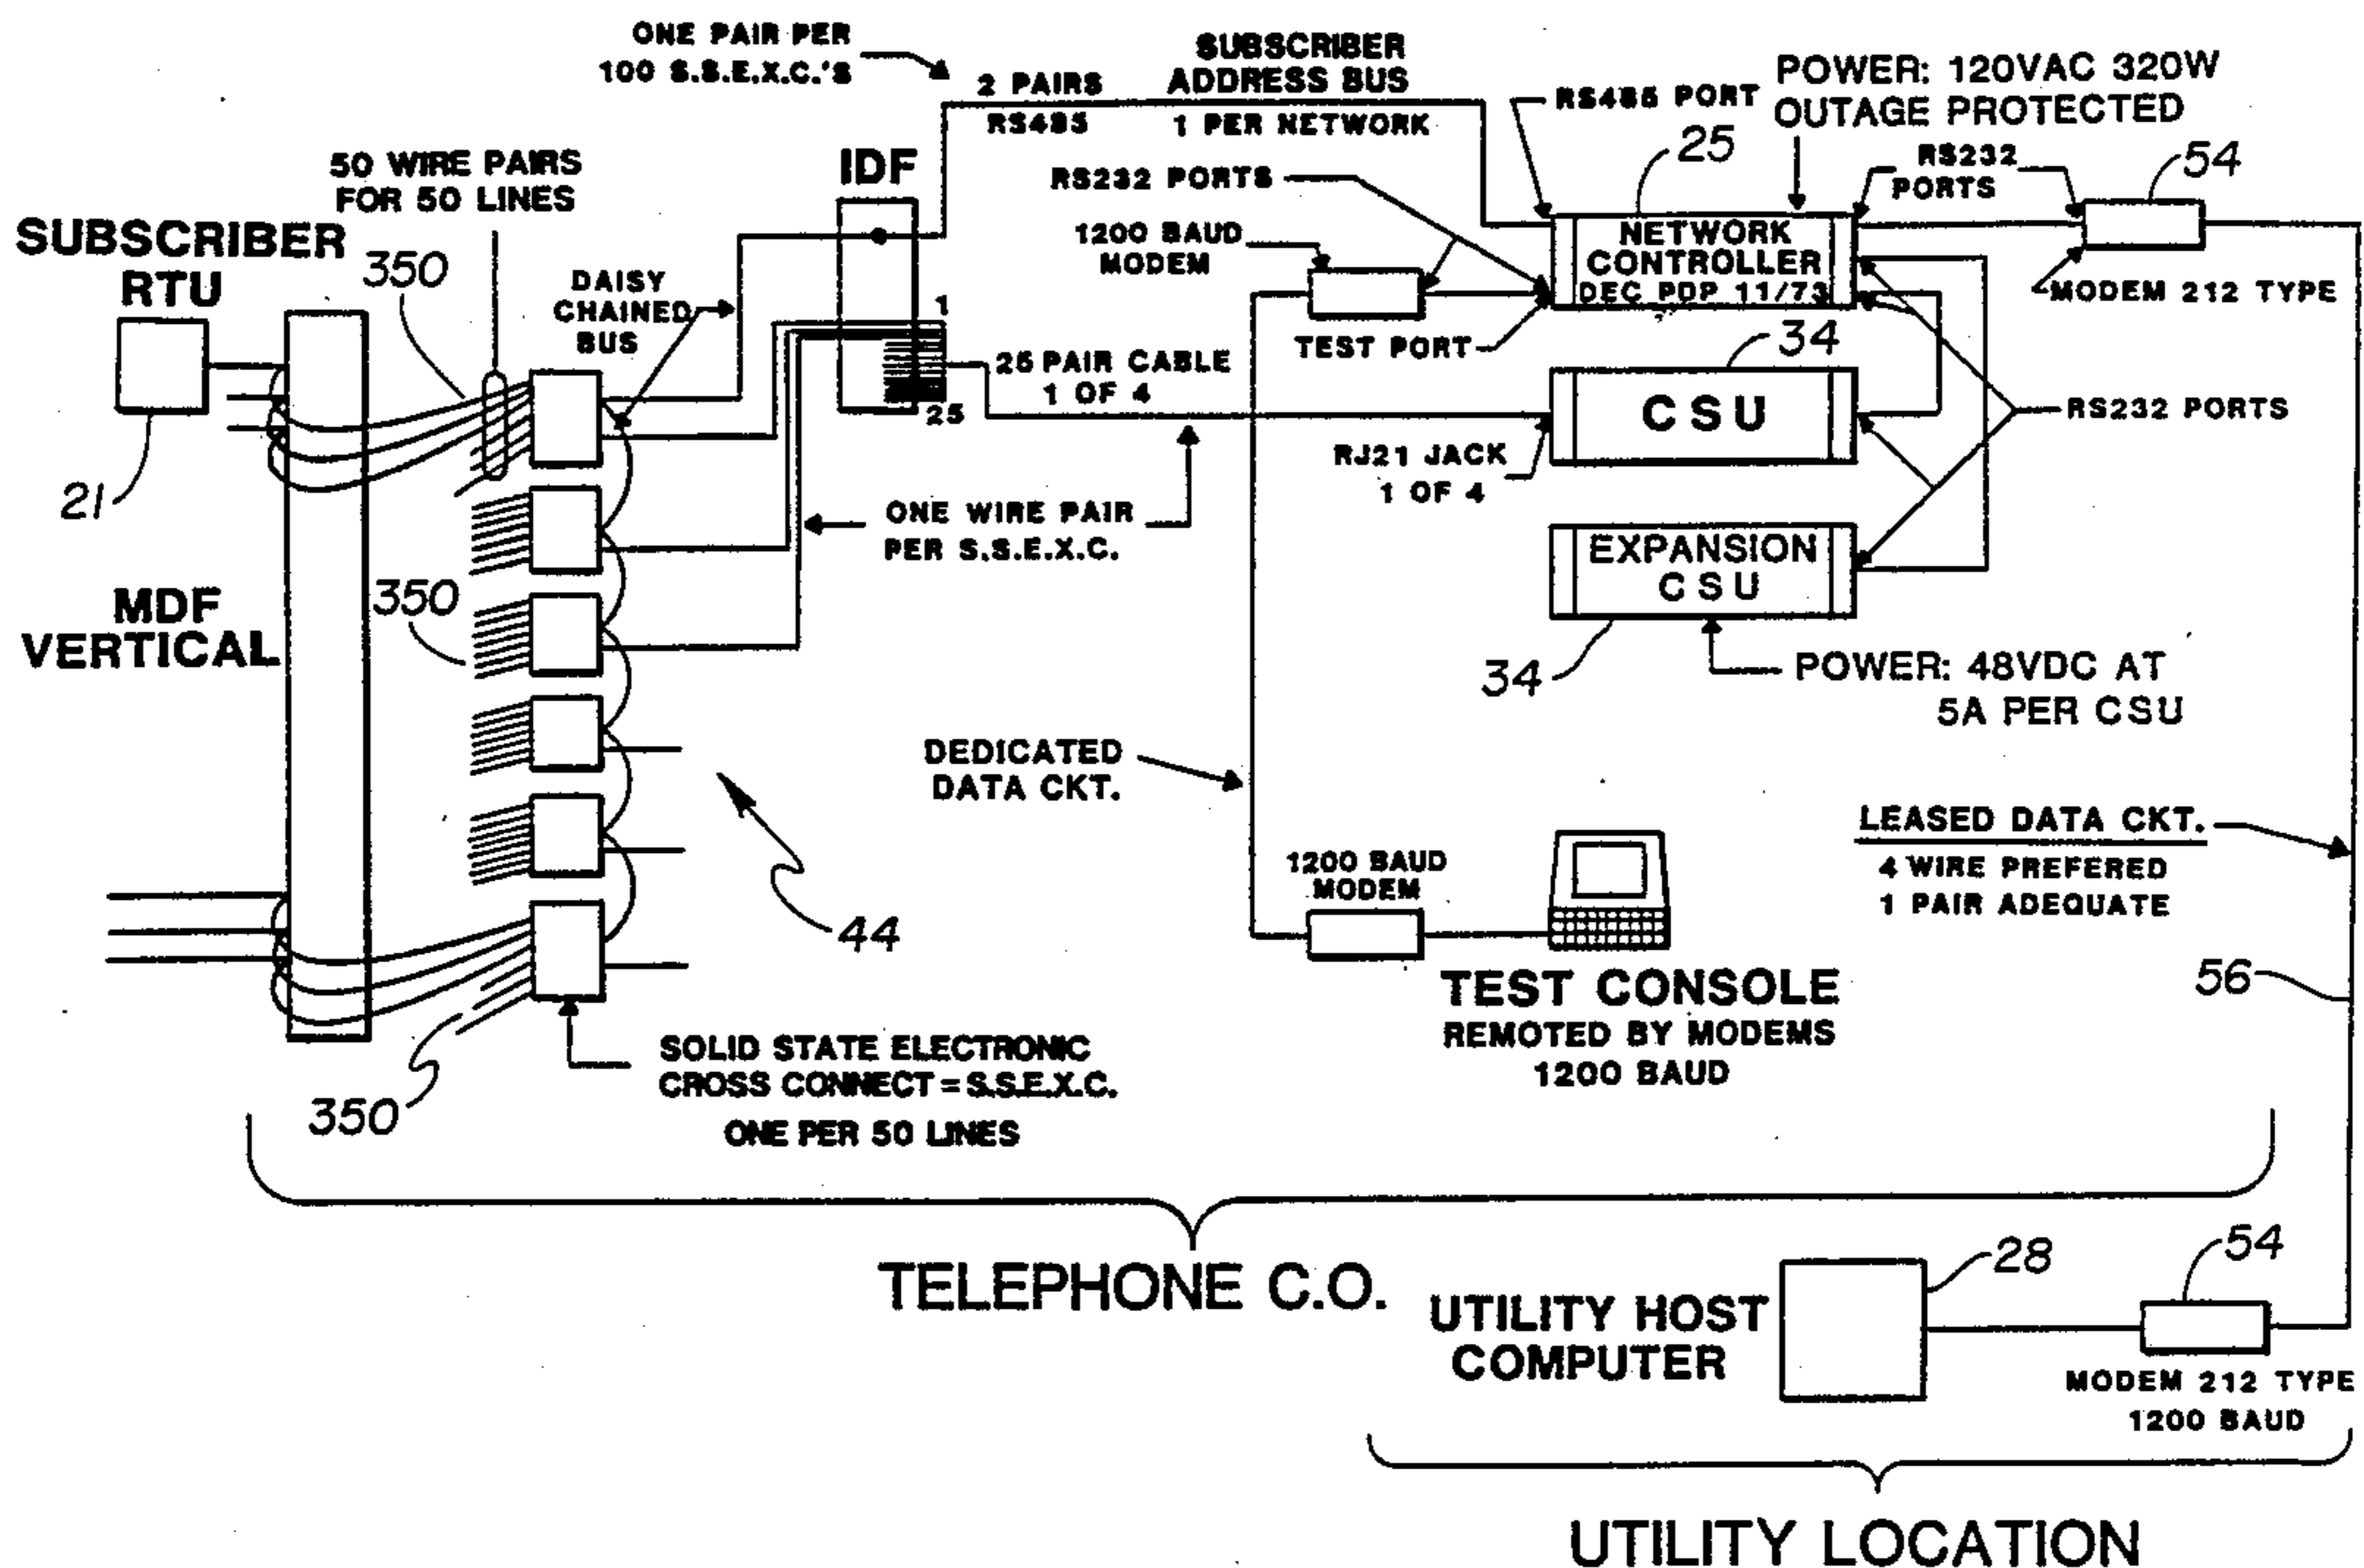 ONE PAIR PER
100 S.S.E.X.C.'S
2 PAIRS
RS485
SUBSCRIBER
ADDRESS BUS
1 PER NETWORK
RS485 PORT
POWER: 120VAC 320W
OUTAGE PROTECTED
25
RS232
PORTS
54
50 WIRE PAIRS
FOR 50 LINES
IDF
RS232 PORTS
1200 BAUD
MODEM
NETWORK
CONTROLLER
DEC PDP 11/73
MODEM 212 TYPE
SUBSCRIBER
RTU
350
DAISY
CHAINED
BUS
1
25
TEST PORT
25 PAIR CABLE
1 OF 4
34
CSU
RS232 PORTS
RJ21 JACK
1 OF 4
21
ONE WIRE PAIR
PER S.S.E.X.C.
EXPANSION
CSU
34
MDF
VERTICAL
350
POWER: 48VDC AT
5A PER CSU
DEDICATED
DATA CKT.
LEASED DATA CKT.
4 WIRE PREFERED
1 PAIR ADEQUATE
1200 BAUD
MODEM
44
56
TEST CONSOLE
REMOTED BY MODEMS
1200 BAUD
SOLID STATE ELECTRONIC
CROSS CONNECT = S.S.E.X.C.
ONE PER 50 LINES
350
TELEPHONE C.O.
UTILITY HOST
COMPUTER
28
54
MODEM 212 TYPE
1200 BAUD
UTILITY LOCATION